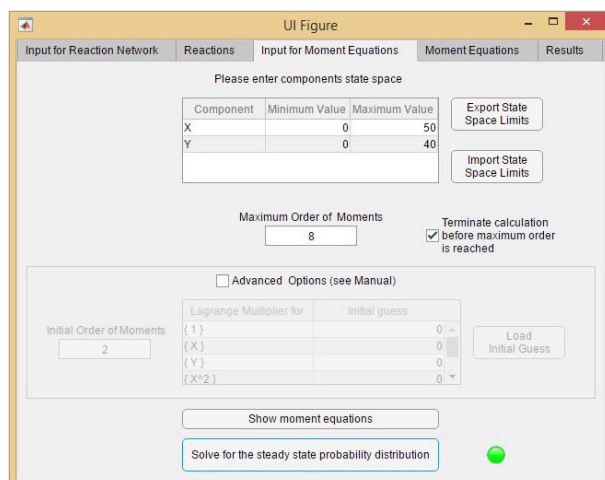 UI Figure
Input for Reaction Network Reactions Input for Moment Equations Moment Equations Results
Please enter components state space
Component Minimum Value Maximum Value
X 0 50
Y 0 40
Export State
Space Limits
Import State
Space Limits
Maximum Order of Moments
8
Terminate calculation
before maximum order
is reached
Advanced Options (see Manual)
Initial Order of Moments
2
Lagrange Multiplier for Initial guess
{ 1 } 0
{ X } 0
{ Y } 0
{ X^2 } 0
Load
Initial Guess
Show moment equations
Solve for the steady state probability distribution